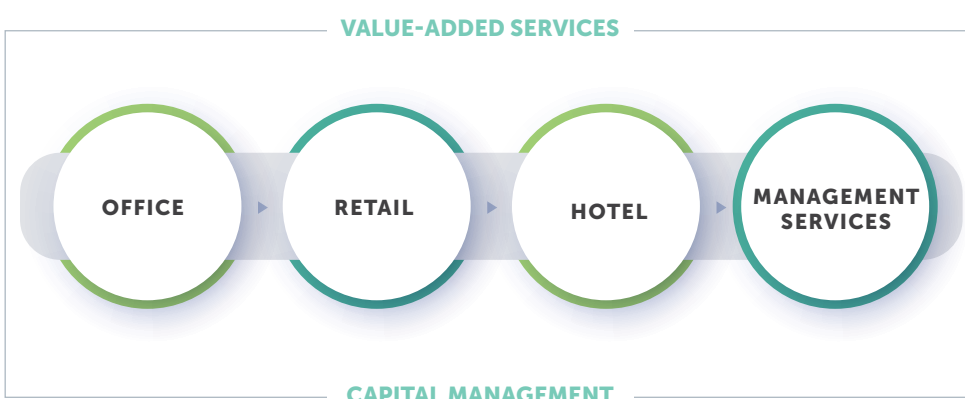 VALUE-ADDED SERVICES
OFFICE
RETAIL
HOTEL
MANAGEMENT
SERVICES
CAPITAL MANAGEMENT